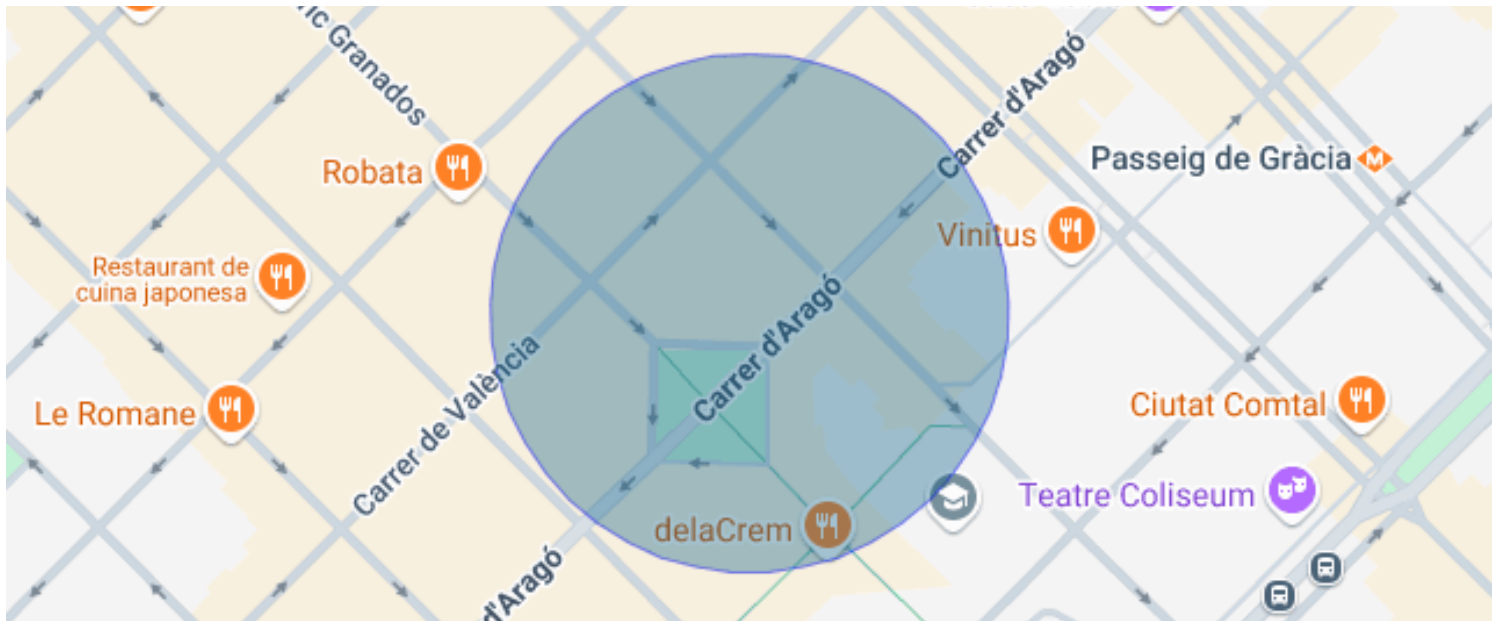 ric Granados
Carrer d'Aragó
Robata
Passeig de Gràcia
M
Vinitus
Restaurant de
cuina japonesa
Carrer d'Aragó
Le Romane
Carrer de València
Ciutat Comtal
Teatre Coliseum
delaCrem
d'Aragó